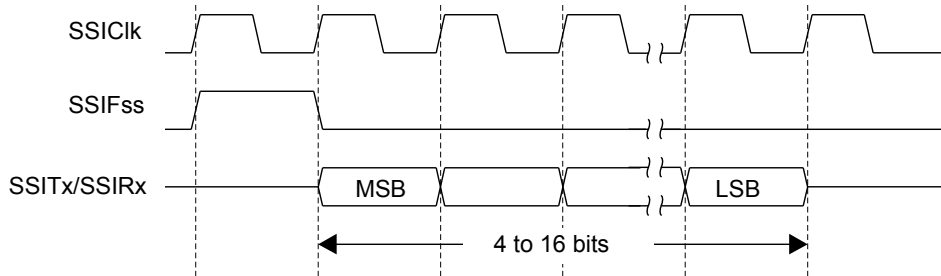 SSIClk
SSIFss
SSITx/SSIRx
MSB
LSB
4 to 16 bits